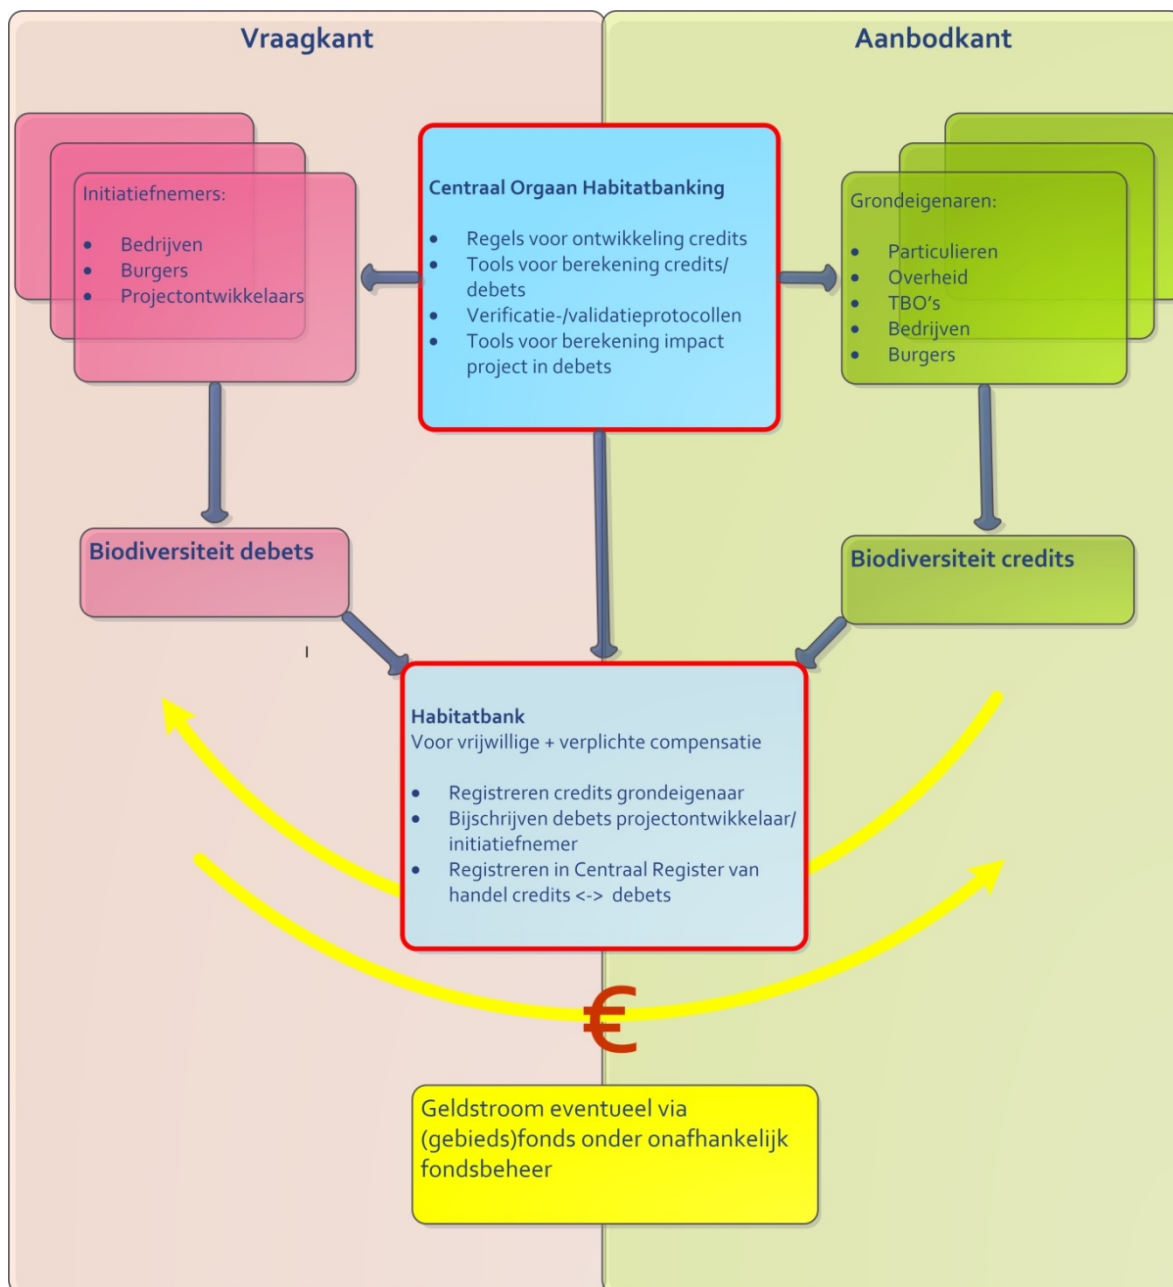 Vraagkant
Aanbodkant
Initiatiefnemers:
• Bedrijven
• Burgers
• Projectontwikkelaars
Centraal Orgaan Habitatbanking
• Regels voor ontwikkeling credits
• Tools voor berekening credits/
debets
• Verificatie-/validatieprotocollen
• Tools voor berekening impact
project in debets
Grondeigenaren:
• Particulieren
• Overheid
• TBO's
• Bedrijven
• Burgers
Biodiversiteit debets
Biodiversiteit credits
Habitatbank
Voor vrijwillige + verplichte compensatie
• Registreren credits grondeigenaar
• Bijschrijven debets projectontwikkelaar/
initiatiefnemer
• Registreren in Centraal Register van
handel credits <-> debets
€
Geldstroom eventueel via
(gebieds)fonds onder onafhankelijk
fondsbeheer